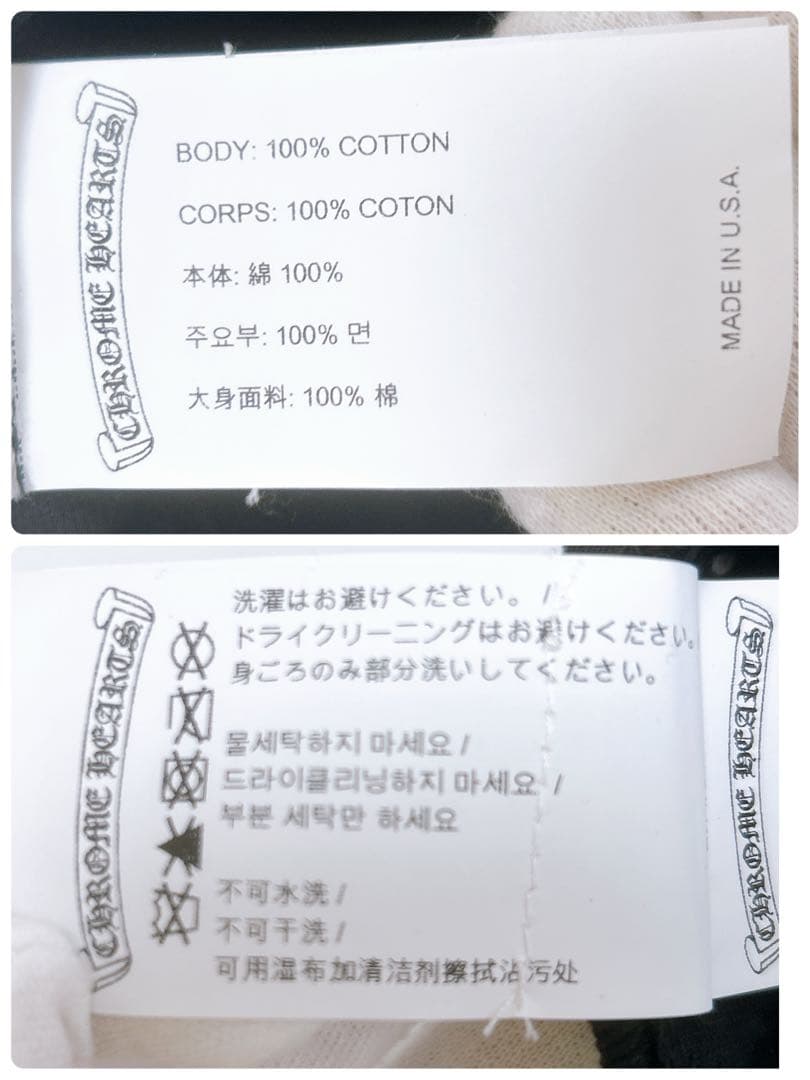 CHROME HEARTS
BODY: 100% COTTON
CORPS: 100% COTON
本体: 綿 100%
주요부: 100% 면
大身面料: 100% 棉
MADE IN U.S.A.
CHROME HEARTS
洗濯はお避けください。 /
ドライクリーニングはお避けください。
身ごろのみ部分洗いしてください。
물세탁하지 마세요 /
드라이클리닝하지 마세요 /
부분 세탁만 하세요
不可水洗 /
不可干洗 /
可用湿布加清洁剂擦拭沾污处
CHROME HEARTS